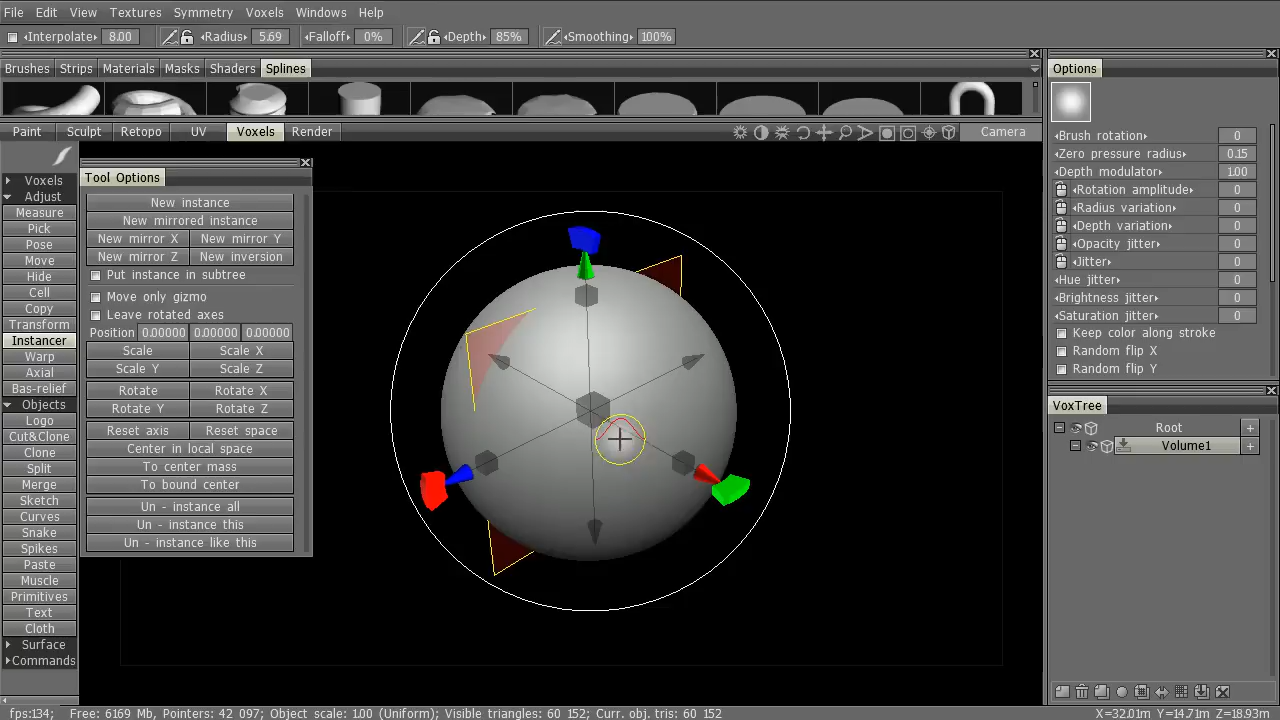 File Edit View Textures Symmetry Voxels Windows Help
Interpolate 8.00 Radius 5.69 Falloff 0% Depth 85% Smoothing 100%
Brushes Strips Materials Masks Shaders Splines
Paint Sculpt Retopo UV Voxels Render Camera
Voxels
Adjust
Measure
Pick
Pose
Move
Hide
Cell
Copy
Transform
Instancer
Warp
Axial
Bas-relief
Objects
Logo
Cut&Clone
Clone
Split
Merge
Sketch
Curves
Snake
Spikes
Paste
Muscle
Primitives
Text
Cloth
Surface
Commands
Tool Options
New instance
New mirrored instance
New mirror X New mirror Y
New mirror Z New inversion
Put instance in subtree
Move only gizmo
Leave rotated axes
Position 0.00000 0.00000 0.00000
Scale Scale X
Scale Y Scale Z
Rotate Rotate X
Rotate Y Rotate Z
Reset axis Reset space
Center in local space
To center mass
To bound center
Un - instance all
Un - instance this
Un - instance like this
Options
Brush rotation 0
Zero pressure radius 0.15
Depth modulator 1.00
Rotation amplitude 0
Radius variation 0
Depth variation 0
Opacity jitter 0
Jitter 0
Hue jitter 0
Brightness jitter 0
Saturation jitter 0
Keep color along stroke
Random flip X
Random flip Y
VoxTree
Root +
Volume1 +
fps:134; Free: 6169 Mb, Pointers: 42 097; Object scale: 1.00 (Uniform); Visible triangles: 60 152; Curr. obj. tris: 60 152 X=32.01m Y=14.71m Z=18.93m